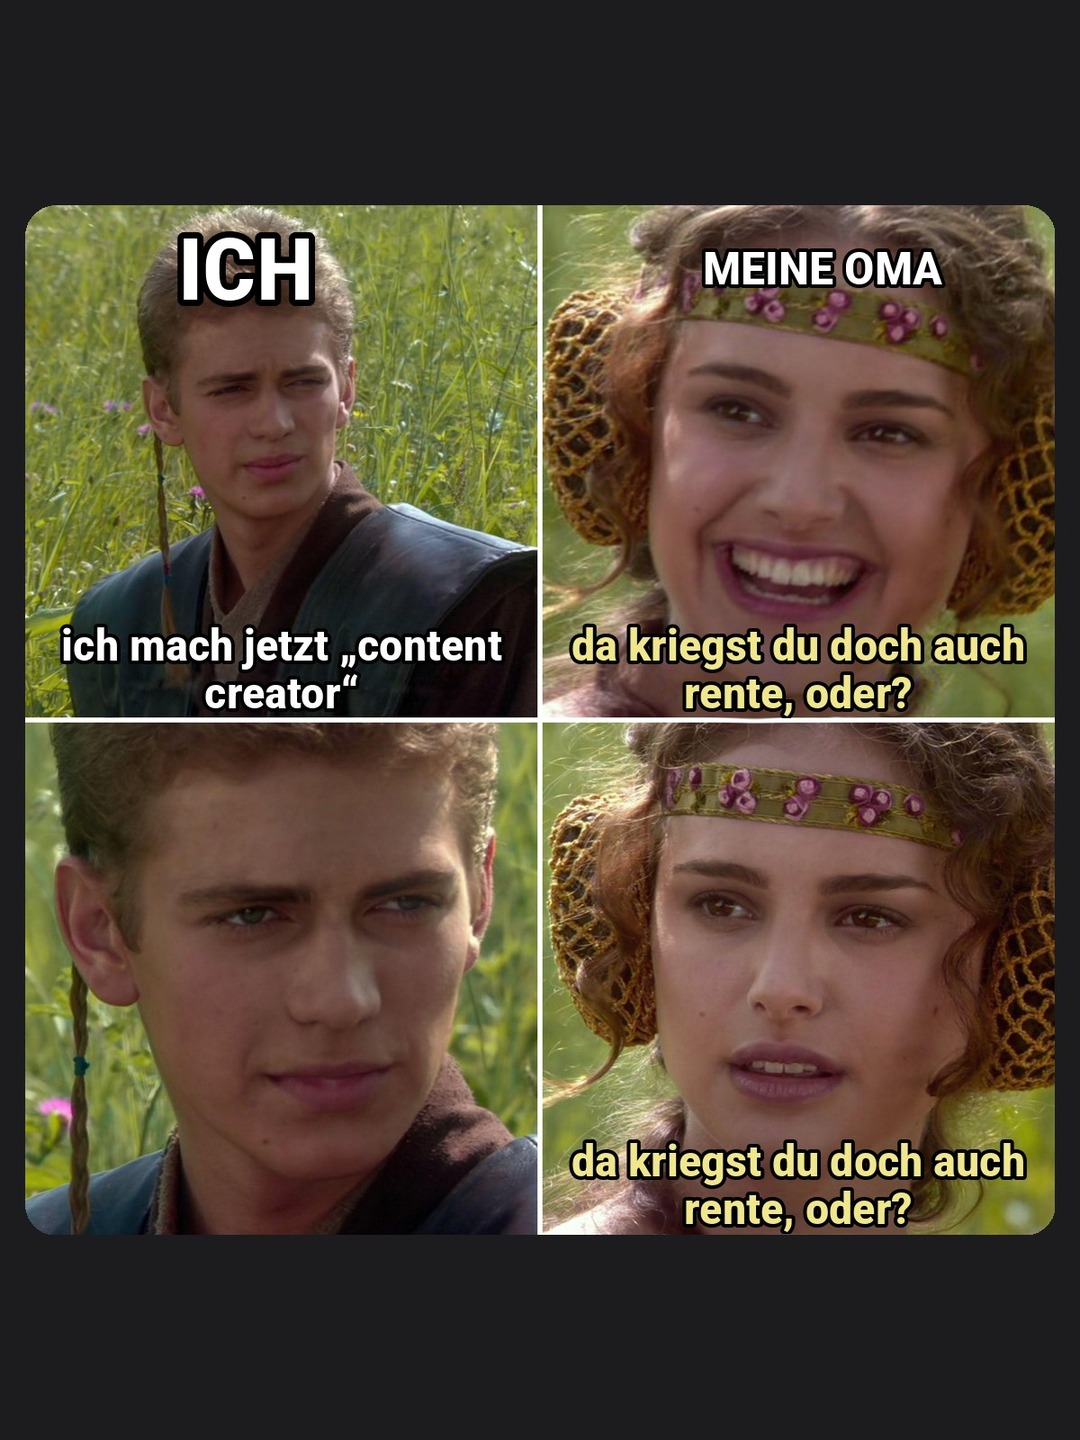 ICH
MEINE OMA
ich mach jetzt „content
creator“
da kriegst du doch auch
rente, oder?
da kriegst du doch auch
rente, oder?